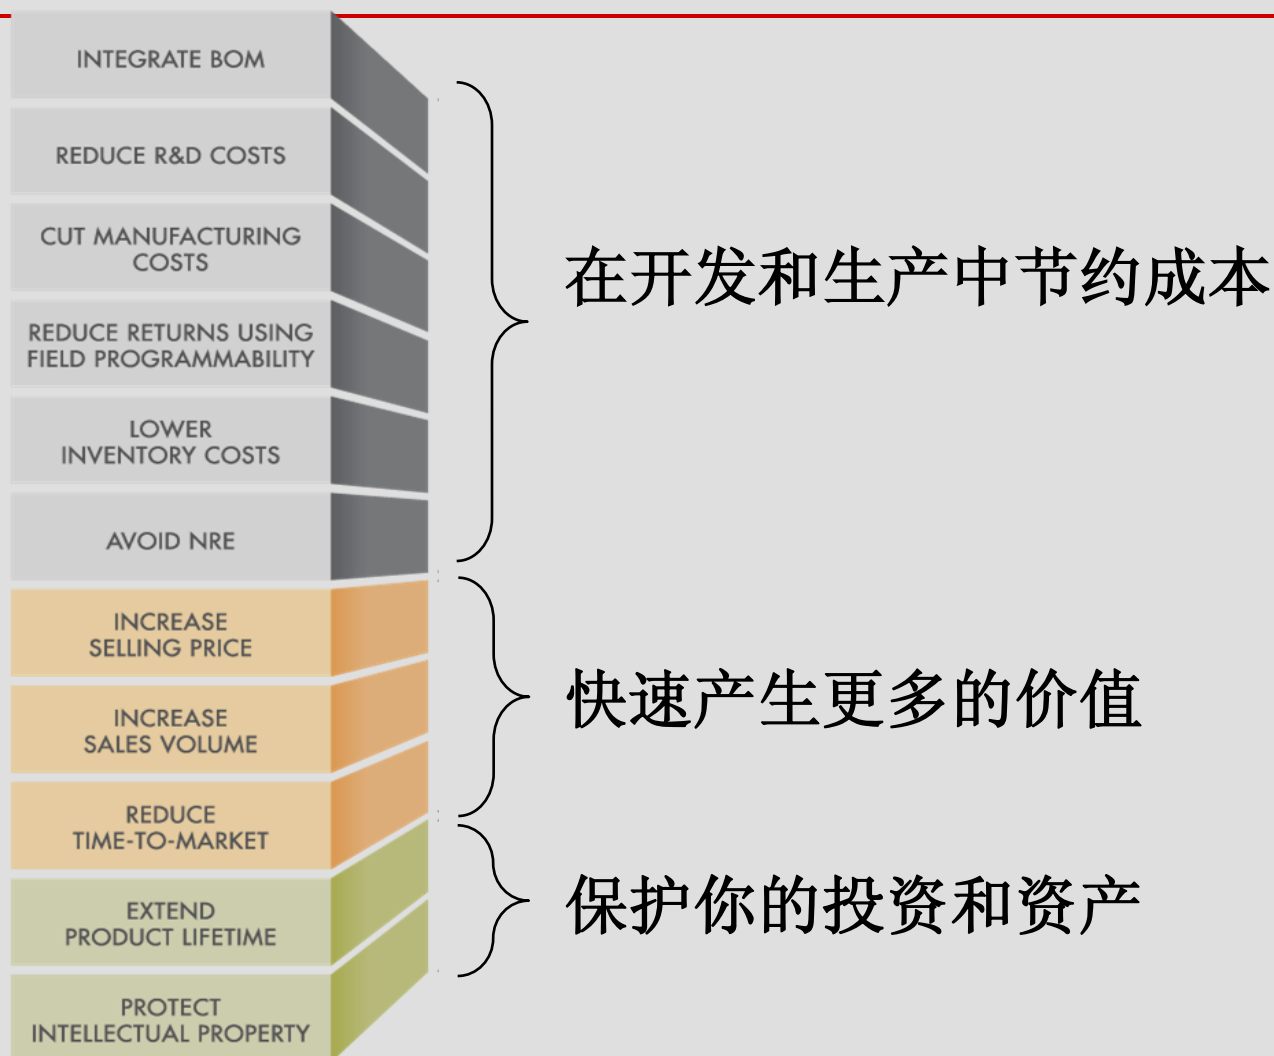 INTEGRATE BOM
REDUCE R&D COSTS
CUT MANUFACTURING
COSTS
REDUCE RETURNS USING
FIELD PROGRAMMABILITY
LOWER
INVENTORY COSTS
AVOID NRE
在开发和生产中节约成本
INCREASE
SELLING PRICE
INCREASE
SALES VOLUME
REDUCE
TIME-TO-MARKET
快速产生更多的价值
EXTEND
PRODUCT LIFETIME
PROTECT
INTELLECTUAL PROPERTY
保护你的投资和资产